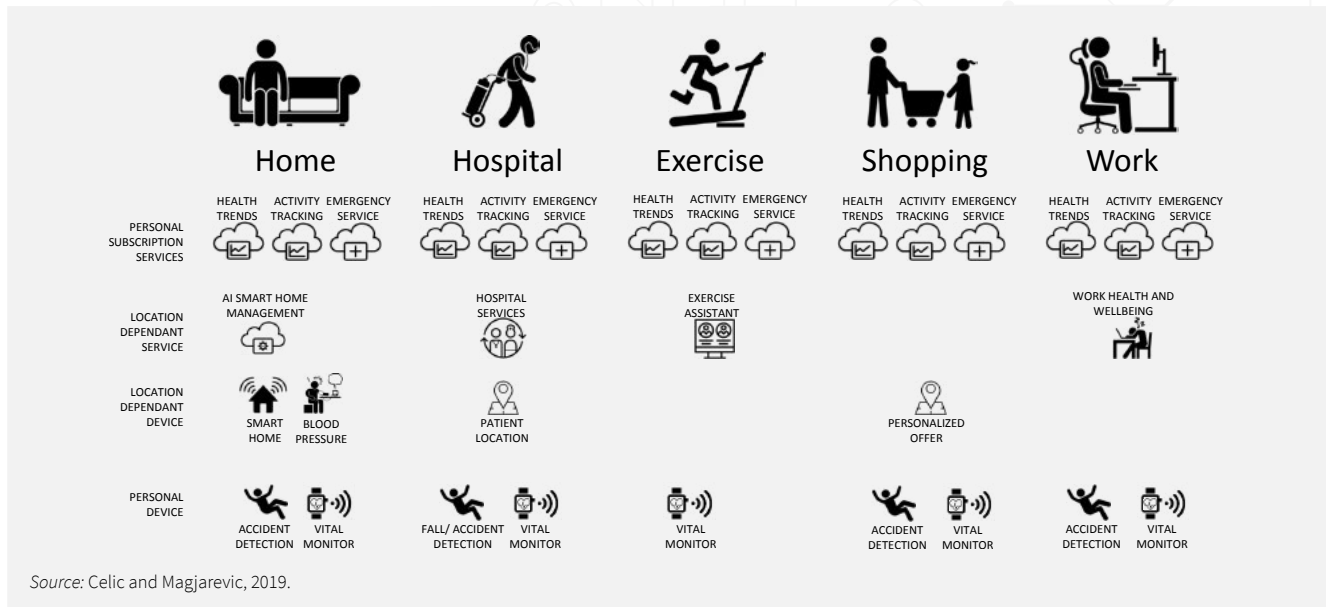 Home Hospital Exercise Shopping Work
HEALTH ACTIVITY EMERGENCY HEALTH ACTIVITY EMERGENCY HEALTH ACTIVITY EMERGENCY HEALTH ACTIVITY EMERGENCY HEALTH ACTIVITY EMERGENCY
TRENDS TRACKING SERVICE TRENDS TRACKING SERVICE TRENDS TRACKING SERVICE TRENDS TRACKING SERVICE TRENDS TRACKING SERVICE
PERSONAL
SUBSCRIPTION
SERVICES
LOCATION
DEPENDANT
SERVICE
AI SMART HOME
MANAGEMENT
HOSPITAL
SERVICES
EXERCISE
ASSISTANT
WORK HEALTH AND
WELLBEING
LOCATION
DEPENDANT
DEVICE
SMART
HOME
BLOOD
PRESSURE
PATIENT
LOCATION
PERSONALIZED
OFFER
PERSONAL
DEVICE
ACCIDENT
DETECTION
VITAL
MONITOR
FALL/ ACCIDENT
DETECTION
VITAL
MONITOR
VITAL
MONITOR
ACCIDENT
DETECTION
VITAL
MONITOR
ACCIDENT
DETECTION
VITAL
MONITOR
Source: Celic and Magjarevic, 2019.